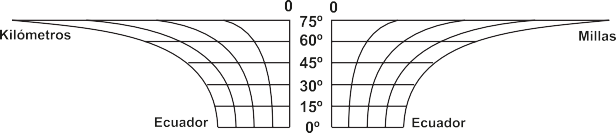 0 0
75º
Kilómetros 60º Millas
45º
30º
15º
Ecuador 0º Ecuador